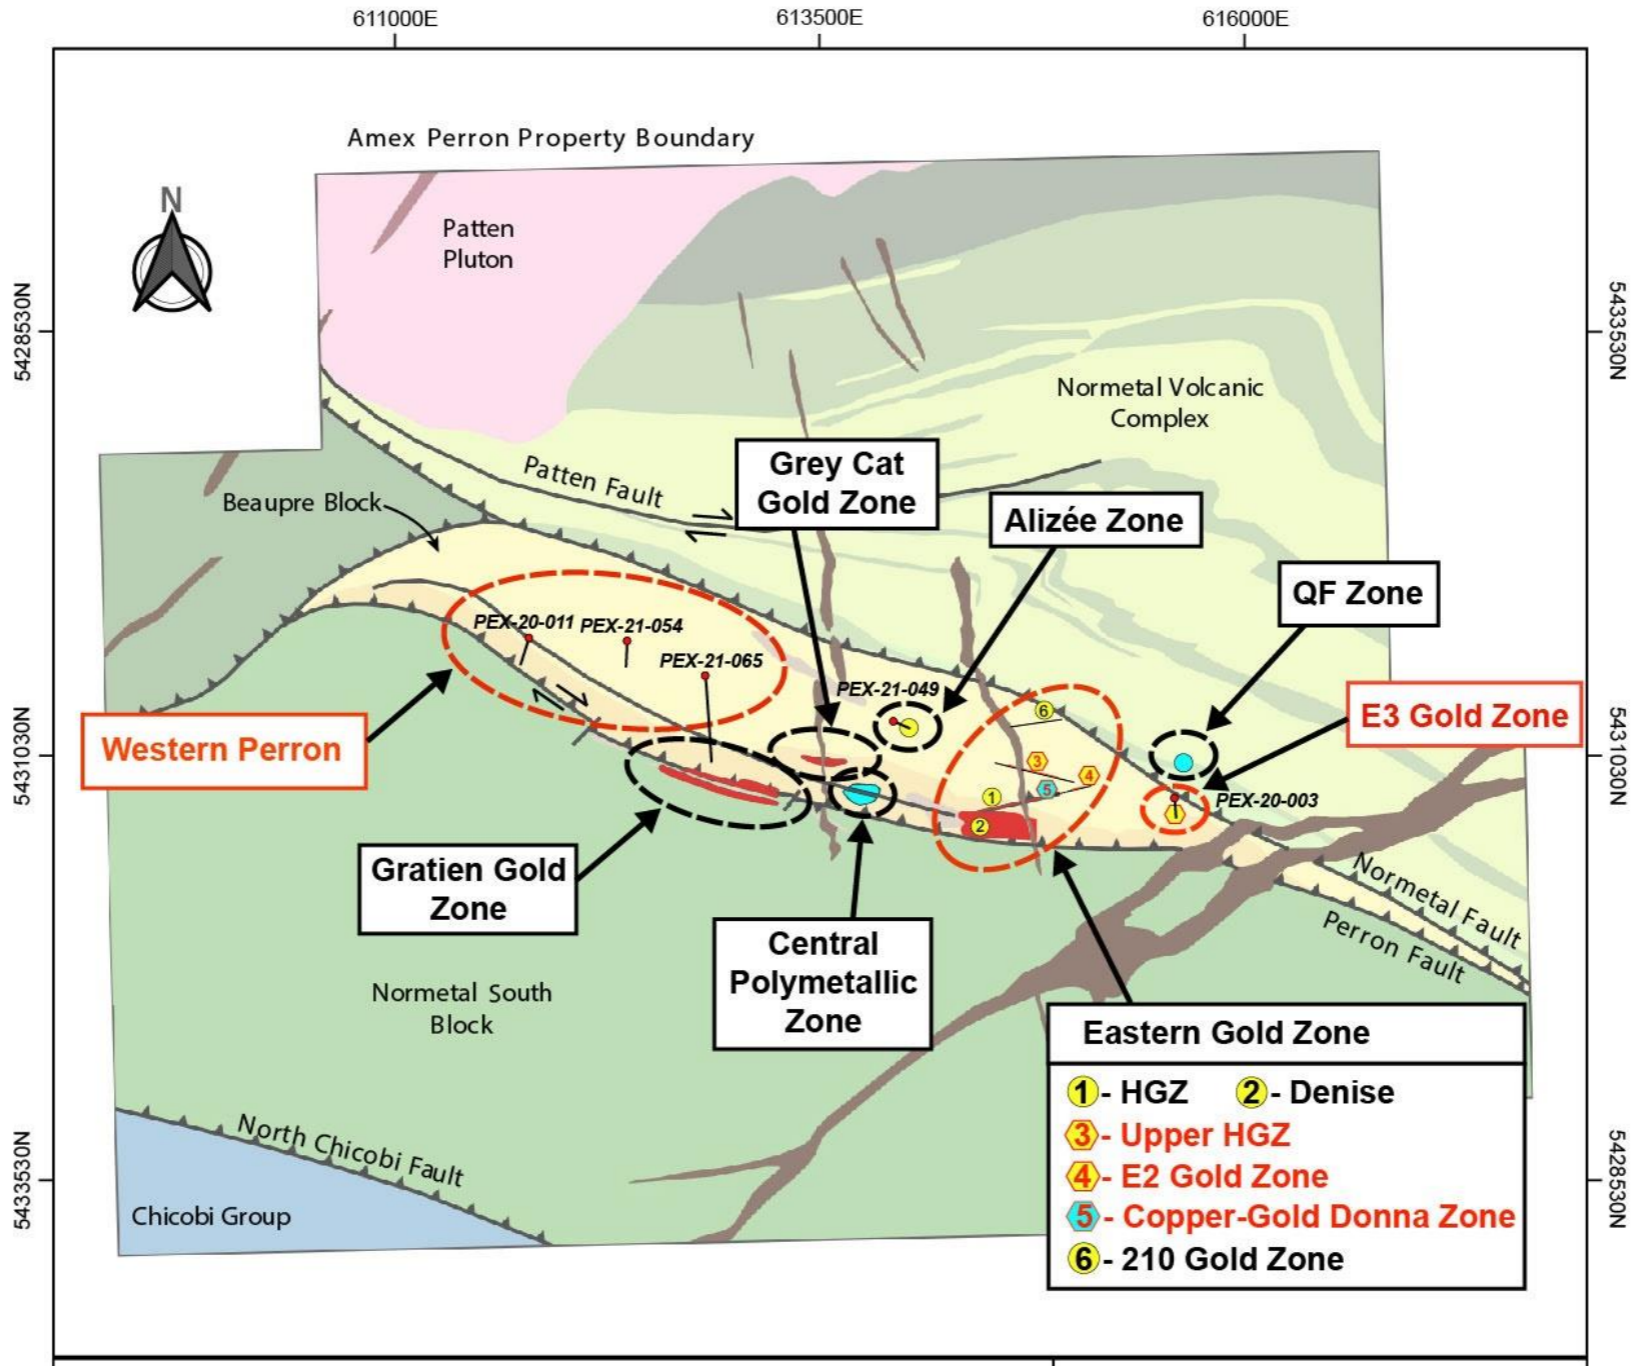 611000E
613500E
616000E
Amex Perron Property Boundary
N
Patten
Pluton
5428530N
5433530N
Normetal Volcanic
Complex
Grey Cat
Gold Zone
Patten Fault
Beaupre Block
Alizée Zone
QF Zone
PEX-20-011
PEX-21-054
PEX-21-065
PEX-21-049
E3 Gold Zone
Western Perron
5431030N
5431030N
6
3
4
5
1
2
PEX-20-003
Gratien Gold
Zone
Normetal Fault
Perron Fault
Central
Polymetallic
Zone
Normetal South
Block
Eastern Gold Zone
1 - HGZ 2 - Denise
3 - Upper HGZ
4 - E2 Gold Zone
5 - Copper-Gold Donna Zone
6 - 210 Gold Zone
North Chicobi Fault
Chicobi Group
5433530N
5428530N